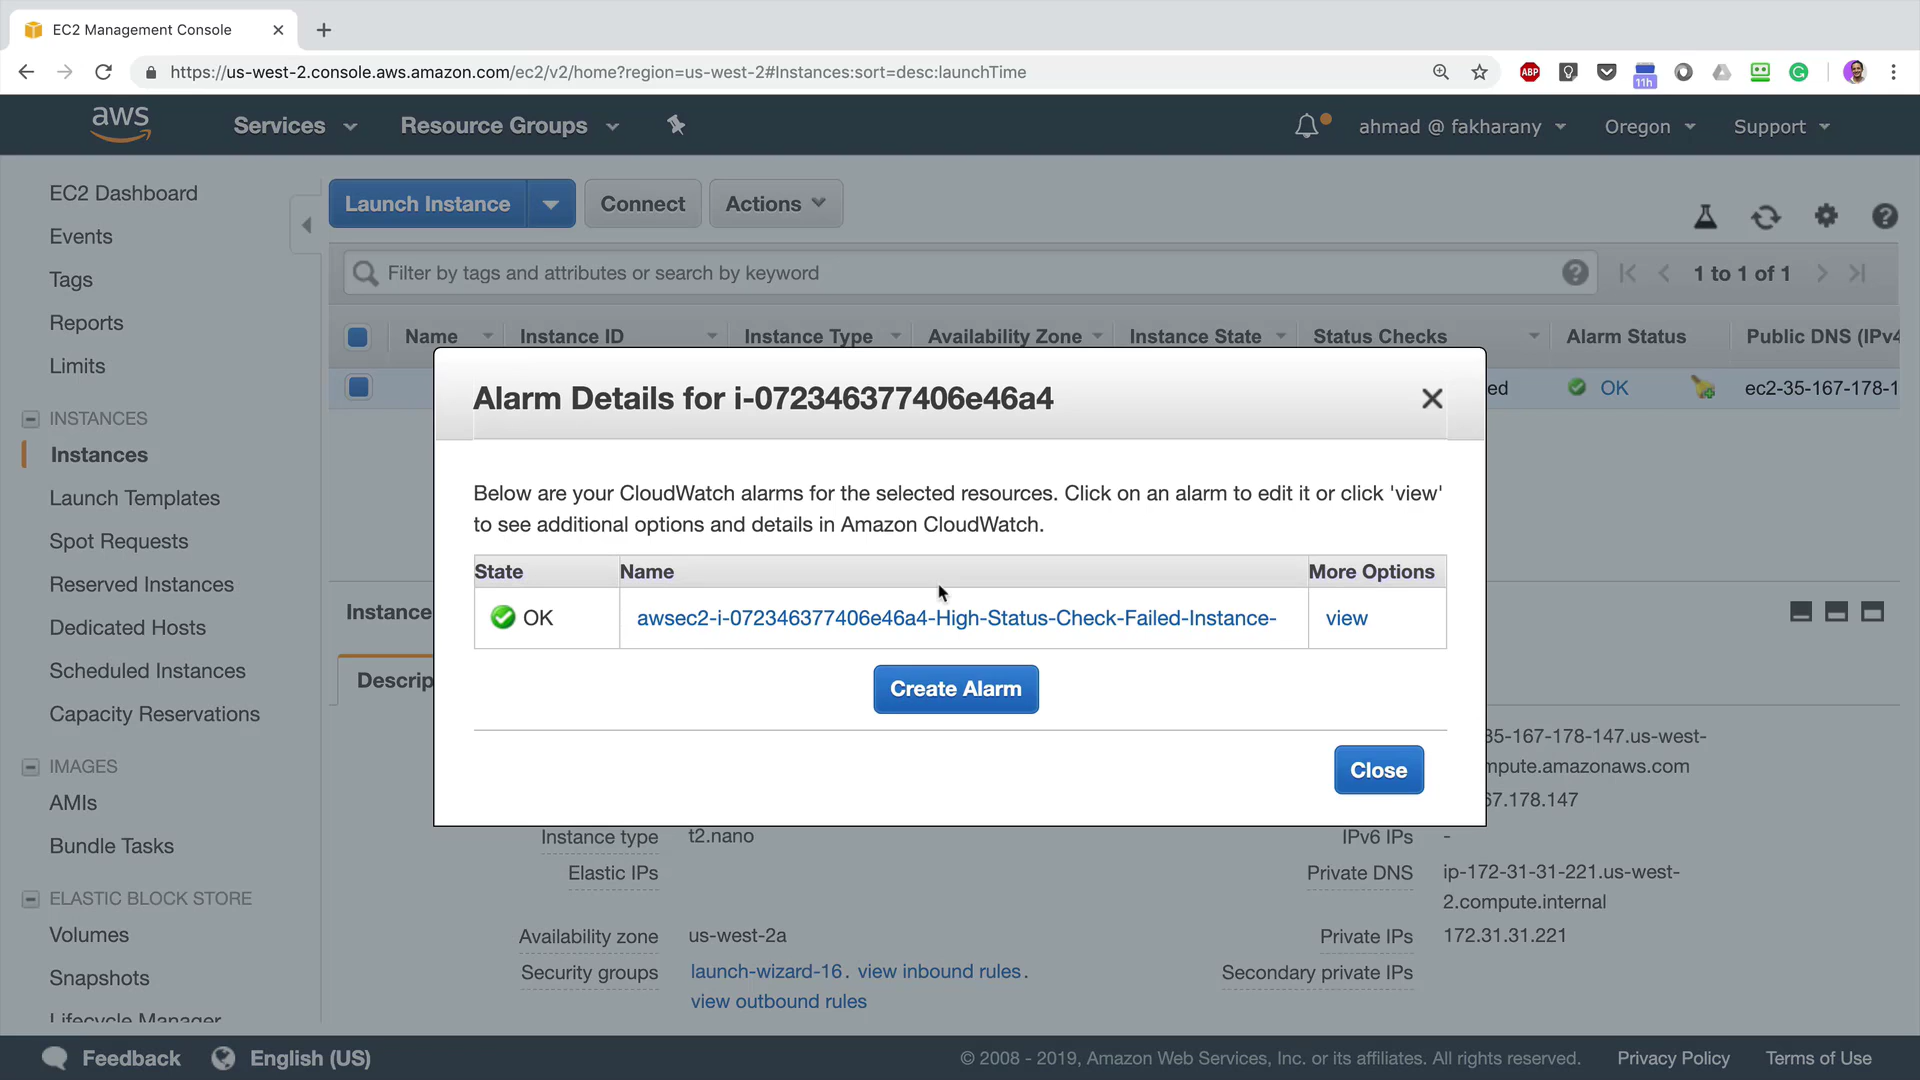 EC2 Management Console
https://us-west-2.console.aws.amazon.com/ec2/v2/home?region=us-west-2#Instances:sort=desc:launchTime
ABP
11h
aws
Services
Resource Groups
ahmad @ fakharany
Oregon
Support
EC2 Dashboard
Events
Tags
Reports
Limits
INSTANCES
Instances
Launch Templates
Spot Requests
Reserved Instances
Dedicated Hosts
Scheduled Instances
Capacity Reservations
IMAGES
AMIs
Bundle Tasks
ELASTIC BLOCK STORE
Volumes
Snapshots
Lifecycle Manager
Launch Instance
Connect
Actions
Filter by tags and attributes or search by keyword
1 to 1 of 1
Name
Instance ID
Instance Type
Availability Zone
Instance State
Status Checks
Alarm Status
Public DNS (IPv4
ed
OK
ec2-35-167-178-1
Alarm Details for i-072346377406e46a4
Below are your CloudWatch alarms for the selected resources. Click on an alarm to edit it or click 'view'
to see additional options and details in Amazon CloudWatch.
State
Name
More Options
OK
awsec2-i-072346377406e46a4-High-Status-Check-Failed-Instance-
view
Create Alarm
Close
Instance
Descrip
35-167-178-147.us-west-
mpute.amazonaws.com
67.178.147
Instance type
t2.nano
IPv6 IPs
-
Elastic IPs
Private DNS
ip-172-31-31-221.us-west-
2.compute.internal
Availability zone
us-west-2a
Private IPs
172.31.31.221
Security groups
launch-wizard-16. view inbound rules.
view outbound rules
Secondary private IPs
Feedback
English (US)
© 2008 - 2019, Amazon Web Services, Inc. or its affiliates. All rights reserved.
Privacy Policy
Terms of Use